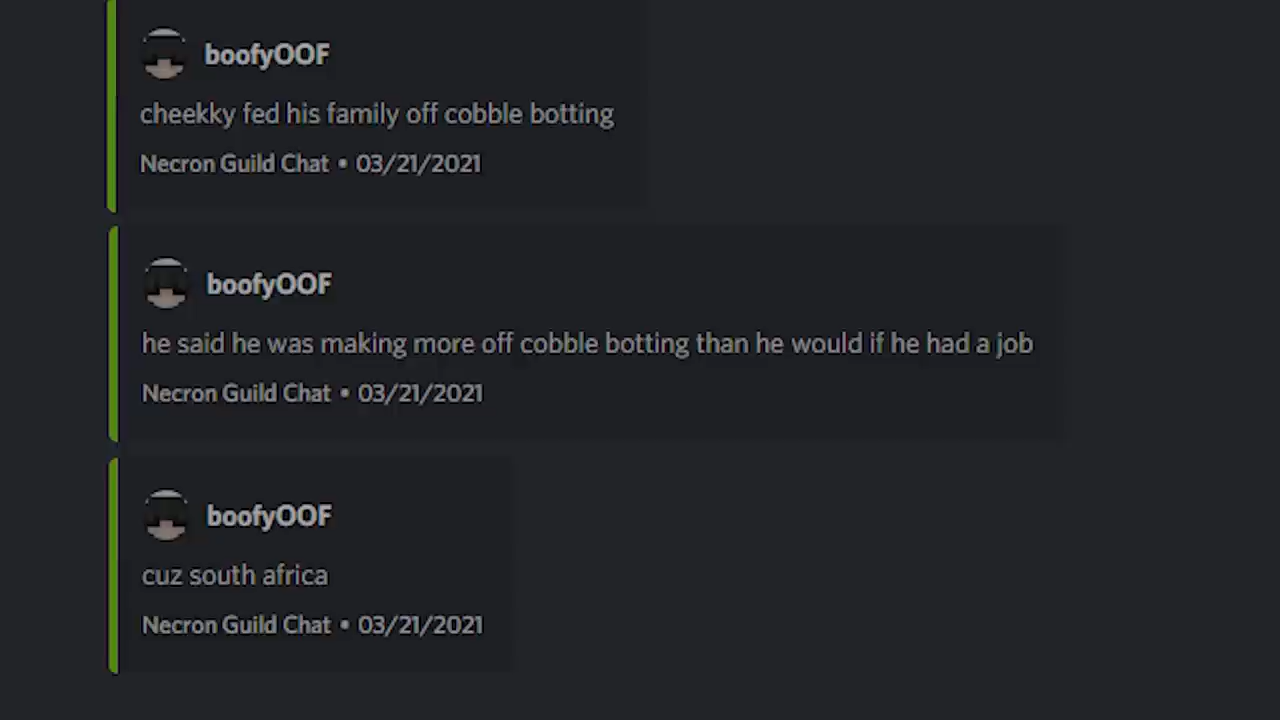 boofyOOF
cheekky fed his family off cobble botting
Necron Guild Chat • 03/21/2021
boofyOOF
he said he was making more off cobble botting than he would if he had a job
Necron Guild Chat • 03/21/2021
boofyOOF
cuz south africa
Necron Guild Chat • 03/21/2021